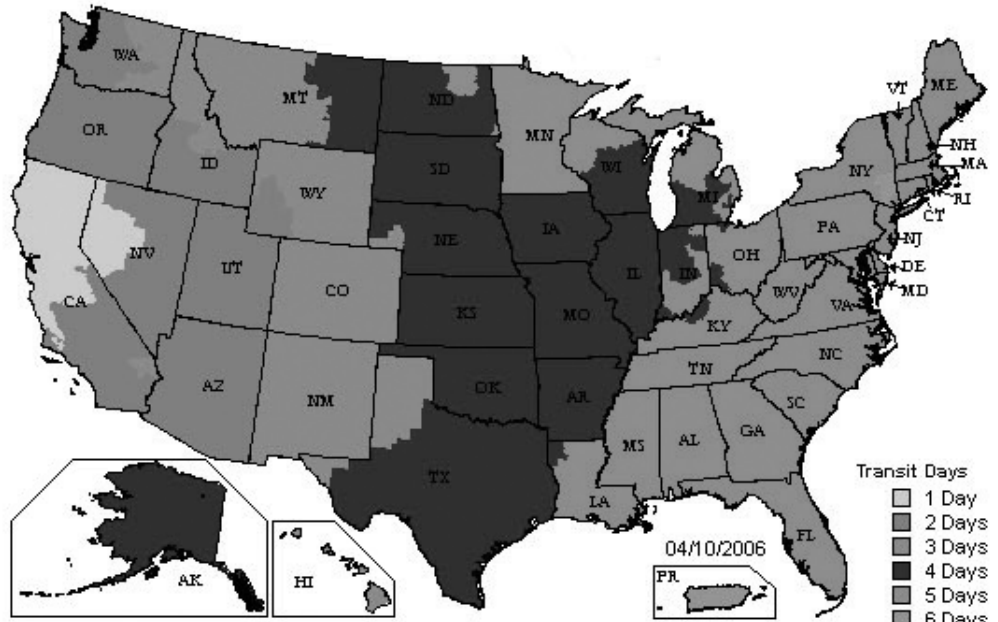 WA
MT
ND
MN
VT
ME
OR
ID
WY
SD
WI
MI
NY
NH
MA
RI
CT
NV
UT
CO
NE
IA
IL
IN
OH
PA
NJ
DE
MD
CA
KS
MO
KY
WV
VA
AZ
NM
OK
AR
TN
NC
SC
TX
LA
MS
AL
GA
FL
AK
HI
04/10/2006
PR
Transit Days
1 Day
2 Days
3 Days
4 Days
5 Days
6 Days